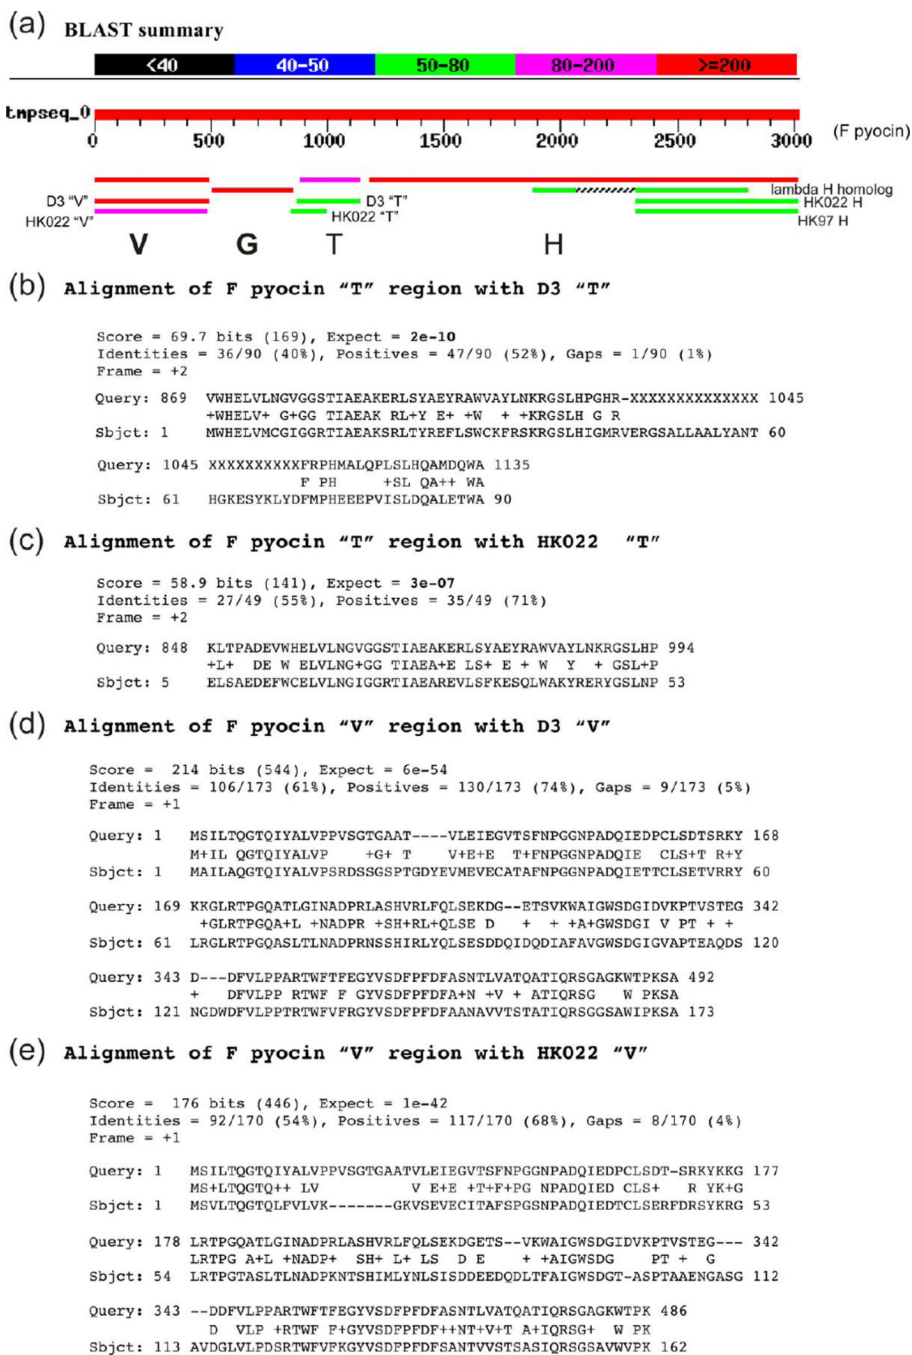 (a) BLAST summary
<40 40-50 50-80 80-200 >=200
tmpseq_0
0 500 1000 1500 2000 2500 3000 (F pyocin)
lambda H homolog
D3 “V” D3 “T” HK022 H
HK022 “V” HK022 “T” HK97 H
V G T H
(b) Alignment of F pyocin “T” region with D3 “T”
Score = 69.7 bits (169), Expect = 2e-10
Identities = 36/90 (40%), Positives = 47/90 (52%), Gaps = 1/90 (1%)
Frame = +2
Query: 869 VWHELVLNGVGGSTIAEAKERLSYAEYRAWVAYLNKRGSLHPGHR-XXXXXXXXXXXXXX 1045
+WHELV+ G+GG TIAEAK RL+Y E+ +W + +KRGSLH G R
Sbjct: 1 MWHELVMCGIGGRTIAEAKSRLTYREFLSWCKFRSKRGSLHIGMRVERGSALLAALYANT 60
Query: 1045 XXXXXXXXXXFRPHMALQPLSLHQAMDQWA 1135
F PH +SL QA++ WA
Sbjct: 61 HGKESYKLYDFMPHEEEPVISLDQALETWA 90
(c) Alignment of F pyocin “T” region with HK022 “T”
Score = 58.9 bits (141), Expect = 3e-07
Identities = 27/49 (55%), Positives = 35/49 (71%)
Frame = +2
Query: 848 KLTPADEVWHELVLNGVGGSTIAEAKERLSYAEYRAWVAYLNKRGSLHP 994
+L+ DE W ELVLNG+GG TIAEA+E LS+ E + W Y + GSL+P
Sbjct: 5 ELSAEDEFWCELVLNGIGGRTIAEAREVLSFKESQLWAKYRERYGSLNP 53
(d) Alignment of F pyocin “V” region with D3 “V”
Score = 214 bits (544), Expect = 6e-54
Identities = 106/173 (61%), Positives = 130/173 (74%), Gaps = 9/173 (5%)
Frame = +1
Query: 1 MSILTQGTQIYALVPPVSGTGAAT----VLEIEGVTSFNPGGNPADQIEDPCLSDTSRKY 168
M+IL QGTQIYALVP +G+ T V+E+E T+FNPGGNPADQIE CLS+T R+Y
Sbjct: 1 MAILAQGTQIYALVPSRDSSGSPTGDYEVMEVECATAFNPGGNPADQIETTCLSETVRRY 60
Query: 169 KKGLRTPGQATLGINADPRLASHVRLFQLSEKDG--ETSVKWAIGWSDGIDVKPTVSTEG 342
+GLRTPGQA+L +NADPR +SH+RL+QLSE D + + +A+GWSDGI V PT + +
Sbjct: 61 LRGLRTPGQASLTLNADPRNSSHIRLYQLSESDDQIDQDIAFAVGWSDGIGVAPTEAQDS 120
Query: 343 D---DFVLPPARTWFTFEGYVSDFPFDFASNTLVATQATIQRSGAGKWTPKSA 492
+ DFVLPP RTWF F GYVSDFPFDFA+N +V + ATIQRSG W PKSA
Sbjct: 121 NGDWDFVLPPTRTWFVFRGYVSDFPFDFAANAVVTSTATIQRSGGSAWIPKSA 173
(e) Alignment of F pyocin “V” region with HK022 “V”
Score = 176 bits (446), Expect = 1e-42
Identities = 92/170 (54%), Positives = 117/170 (68%), Gaps = 8/170 (4%)
Frame = +1
Query: 1 MSILTQGTQIYALVPPVSGTGAATVLEIEGVTSFNPGGNPADQIEDPCLSDT-SRKYKKG 177
MS+LTQGTQ++ LV V E+E +T+F+PG NPADQIED CLS+ R YK+G
Sbjct: 1 MSVLTQGTQLFVLVK-------GKVSEVECITAFSPGSNPADQIEDTCLSERFDRSYKRG 53
Query: 178 LRTPGQATLGINADPRLASHVRLFQLSEKDGETS--VKWAIGWSDGIDVKPTVSTEG--- 342
LRTPG A+L +NADP+ SH+ L+ LS D E + +AIGWSDG PT + G
Sbjct: 54 LRTPGTASLTLNADPKNTSHIMLYNLSISDDEEDQDLTFAIGWSDGT-ASPTAAENGASG 112
Query: 343 --DDFVLPPARTWFTFEGYVSDFPFDFASNTLVATQATIQRSGAGKWTPK 486
D VLP +RTWF F+GYVSDFPFDF++NT+V+T A+IQRSG+ W PK
Sbjct: 113 AVDGLVLPDSRTWFVFKGYVSDFPFDFSANTVVSTSASIQRSGSAVWVPK 162